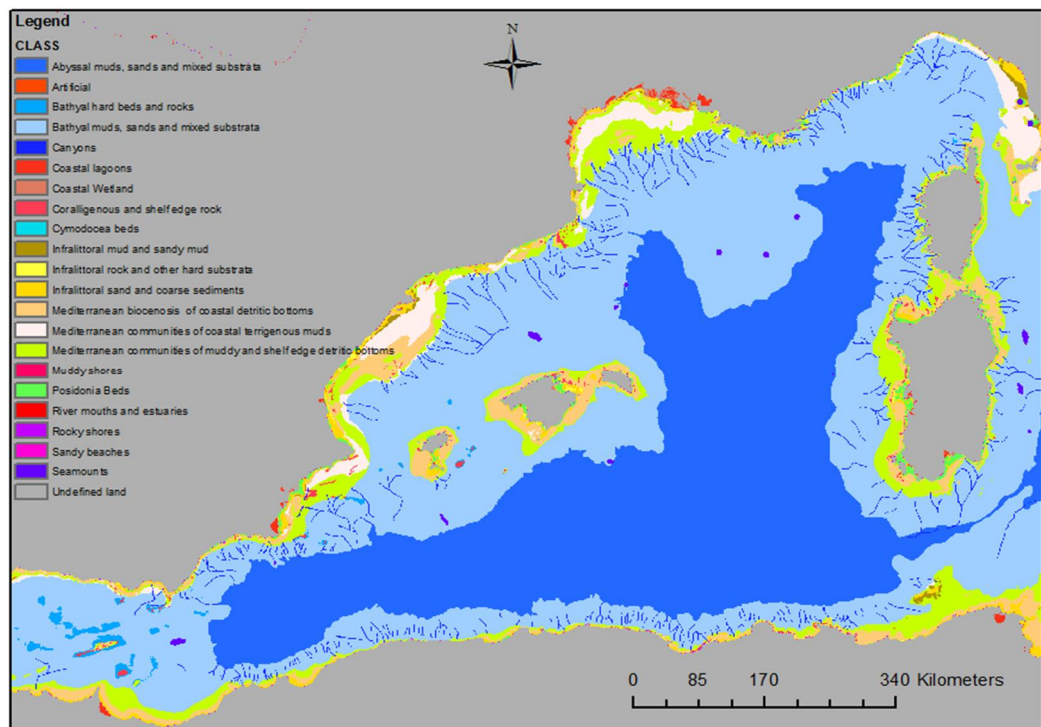 Legend
N
CLASS
Abyssal muds, sands and mixed substrata
Artificial
Bathyal hard beds and rocks
Bathyal muds, sands and mixed substrata
Canyons
Coastal lagoons
Coastal Wetland
Coralligenous and shelf edge rock
Cymodocea beds
Infralittoral mud and sandy mud
Infralittoral rock and other hard substrata
Infralittoral sand and coarse sediments
Mediterranean biocenosis of coastal detritic bottoms
Mediterranean communities of coastal terrigenous muds
Mediterranean communities of muddy and shelf edge detritic bottoms
Muddy shores
Posidonia Beds
River mouths and estuaries
Rocky shores
Sandy beaches
Seamounts
Undefined land
0 85 170 340 Kilometers